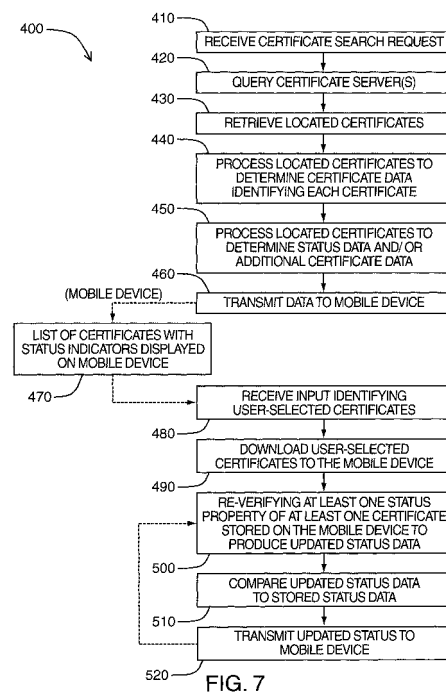 400
410
RECEIVE CERTIFICATE SEARCH REQUEST
420
QUERY CERTIFICATE SERVER(S)
430
RETRIEVE LOCATED CERTIFICATES
440
PROCESS LOCATED CERTIFICATES TO
DETERMINE CERTIFICATE DATA
IDENTIFYING EACH CERTIFICATE
450
PROCESS LOCATED CERTIFICATES TO
DETERMINE STATUS DATA AND/ OR
ADDITIONAL CERTIFICATE DATA
460
(MOBILE DEVICE)
TRANSMIT DATA TO MOBILE DEVICE
LIST OF CERTIFICATES WITH
STATUS INDICATORS DISPLAYED
ON MOBILE DEVICE
470
RECEIVE INPUT IDENTIFYING
USER-SELECTED CERTIFICATES
480
DOWNLOAD USER-SELECTED
CERTIFICATES TO THE MOBILE DEVICE
490
RE-VERIFYING AT LEAST ONE STATUS
PROPERTY OF AT LEAST ONE CERTIFICATE
STORED ON THE MOBILE DEVICE TO
PRODUCE UPDATED STATUS DATA
500
COMPARE UPDATED STATUS DATA
TO STORED STATUS DATA
510
TRANSMIT UPDATED STATUS TO
MOBILE DEVICE
520
FIG. 7